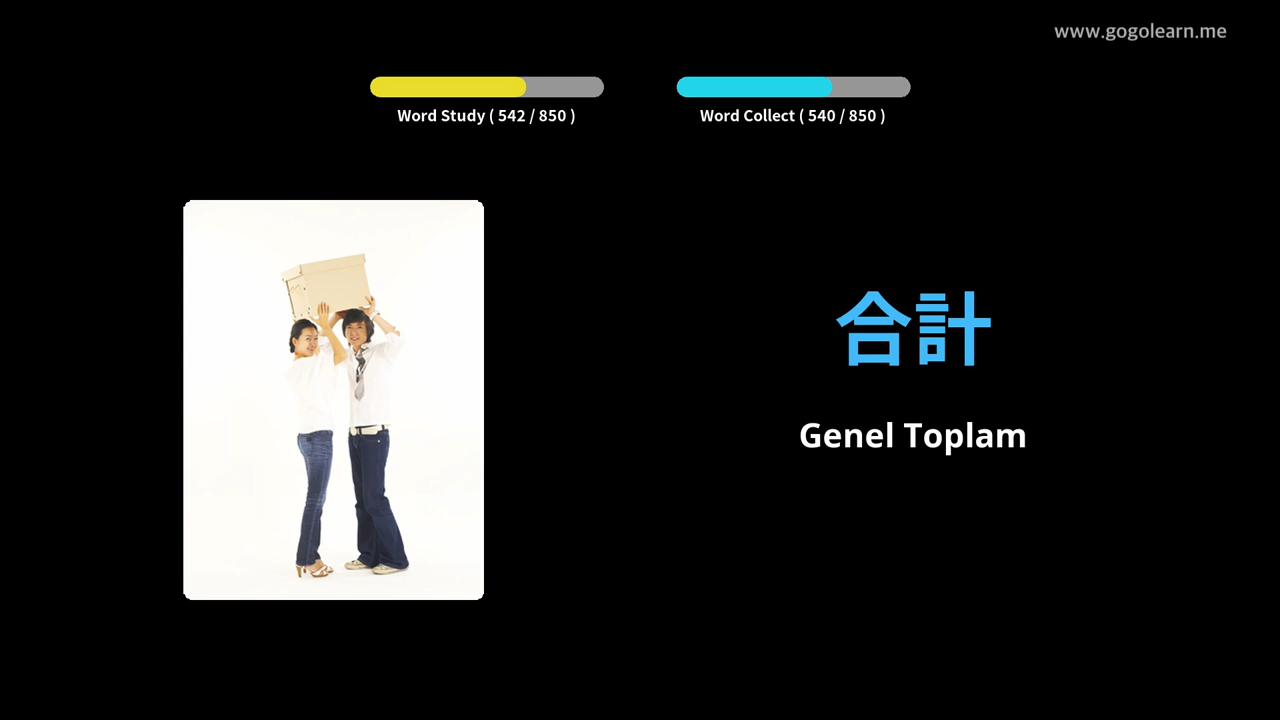 www.gogolearn.me
Word Study ( 542 / 850 )
Word Collect ( 540 / 850 )
合計
Genel Toplam